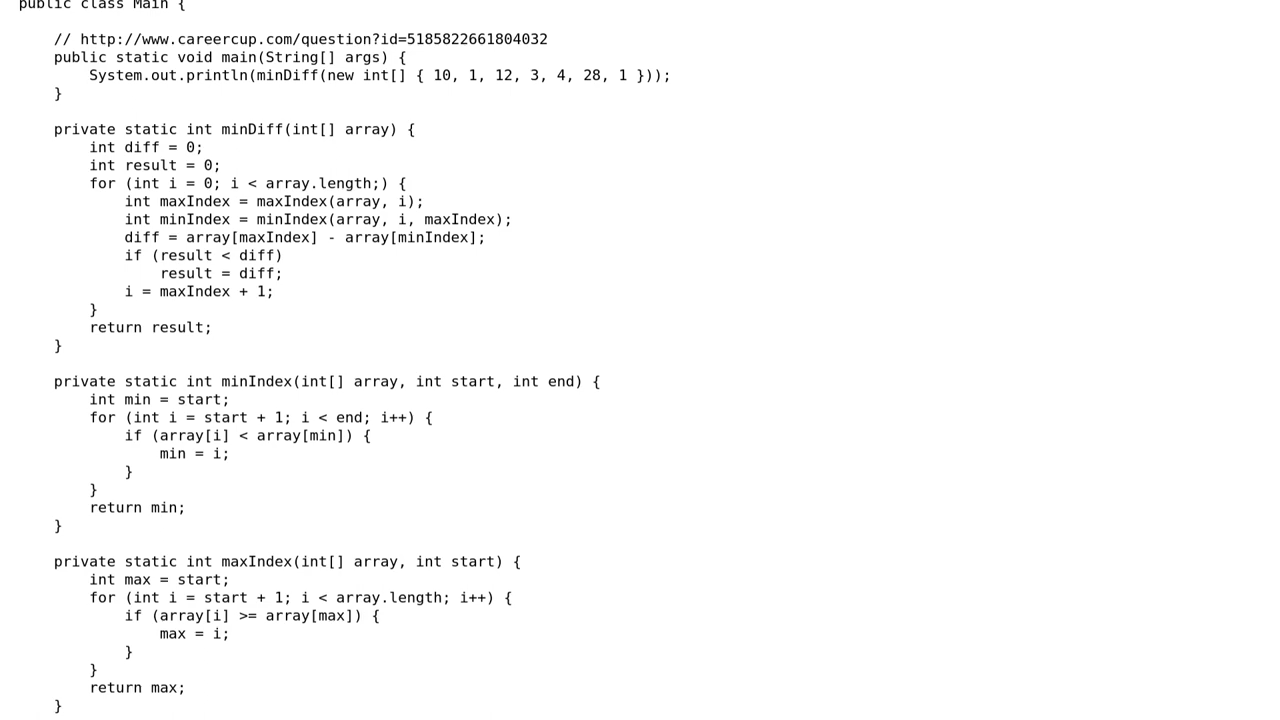 public class Main {
    // http://www.careercup.com/question?id=5185822661804032
    public static void main(String[] args) {
        System.out.println(minDiff(new int[] { 10, 1, 12, 3, 4, 28, 1 }));
    }
    private static int minDiff(int[] array) {
        int diff = 0;
        int result = 0;
        for (int i = 0; i < array.length;) {
            int maxIndex = maxIndex(array, i);
            int minIndex = minIndex(array, i, maxIndex);
            diff = array[maxIndex] - array[minIndex];
            if (result < diff)
                result = diff;
            i = maxIndex + 1;
        }
        return result;
    }
    private static int minIndex(int[] array, int start, int end) {
        int min = start;
        for (int i = start + 1; i < end; i++) {
            if (array[i] < array[min]) {
                min = i;
            }
        }
        return min;
    }
    private static int maxIndex(int[] array, int start) {
        int max = start;
        for (int i = start + 1; i < array.length; i++) {
            if (array[i] >= array[max]) {
                max = i;
            }
        }
        return max;
    }